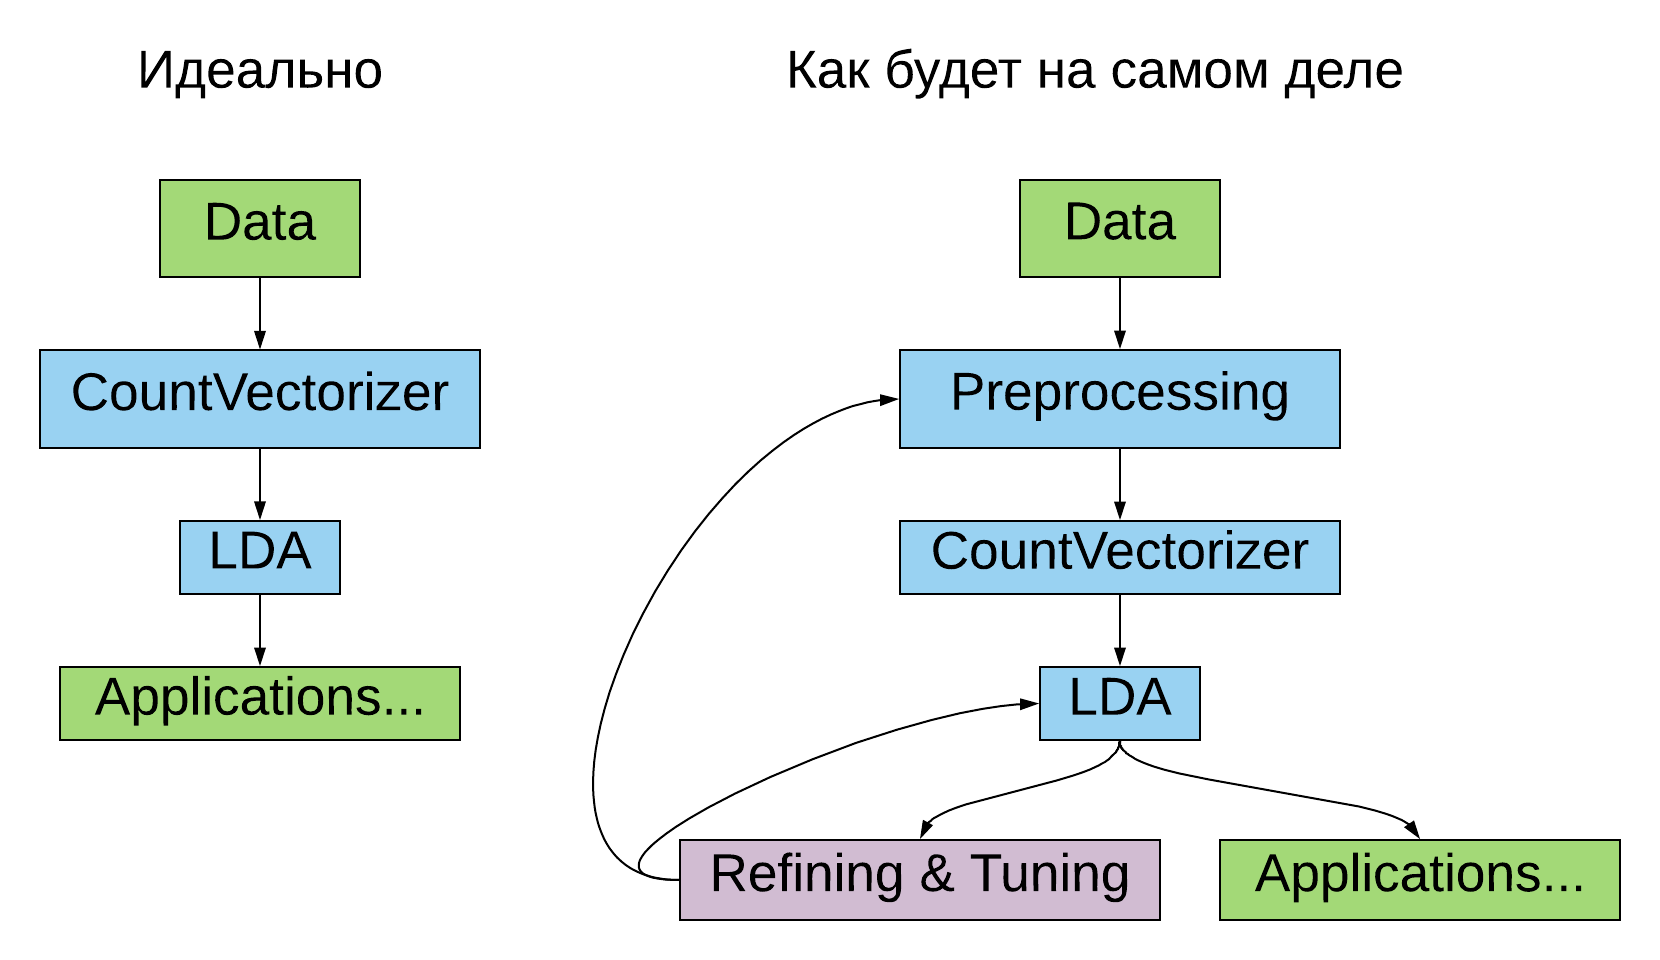 Идеально
Data
CountVectorizer
LDA
Applications...
Как будет на самом деле
Data
Preprocessing
CountVectorizer
LDA
Refining & Tuning
Applications...